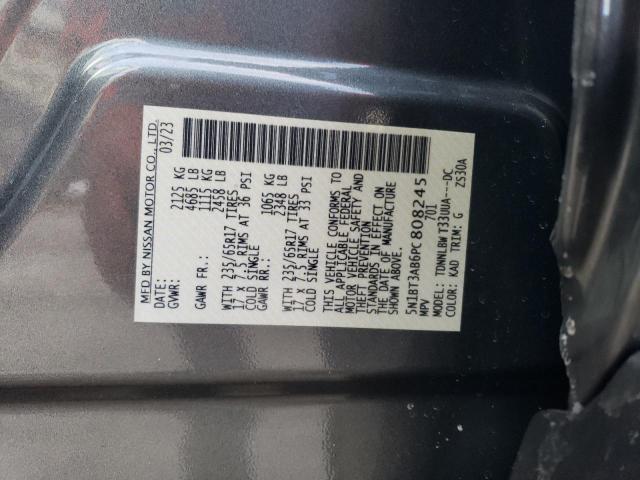 MFD BY NISSAN MOTOR CO., LTD.
DATE: 03/23
GVWR: 2125 KG
4685 LB
GAWR FR: 1115 KG
2458 LB
WITH 235/65R17 TIRES,
17 X 7.5 RIMS AT 36 PSI
COLD SINGLE
GAWR RR: 1065 KG
2348 LB
WITH 235/65R17 TIRES
17 X 7.5 RIMS AT 33 PSI
COLD SINGLE
THIS VEHICLE CONFORMS TO
ALL APPLICABLE FEDERAL
MOTOR VEHICLE SAFETY AND
THEFT PREVENTION
STANDARDS IN EFFECT ON
THE DATE OF MANUFACTURE
SHOWN ABOVE.
5N1BT3AB6PC808245
MPV 701
MODEL: TDNNLBWT33UUA---DC
COLOR: KAD TRIM: G ZS30A